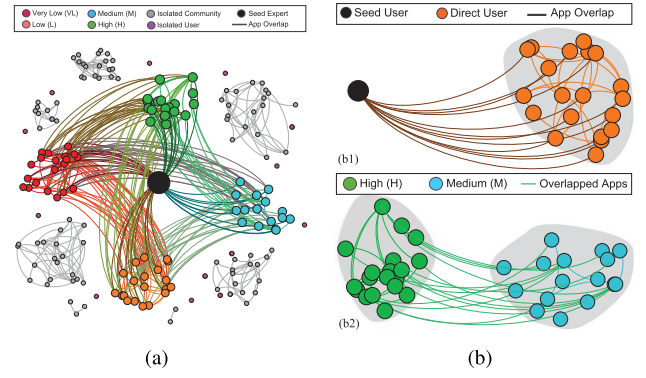 Very Low (VL) Medium (M) Isolated Community Seed Expert
Low (L) High (H) Isolated User App Overlap
Seed User Direct User App Overlap
(b1)
High (H) Medium (M) Overlapped Apps
(b2)
(a) (b)